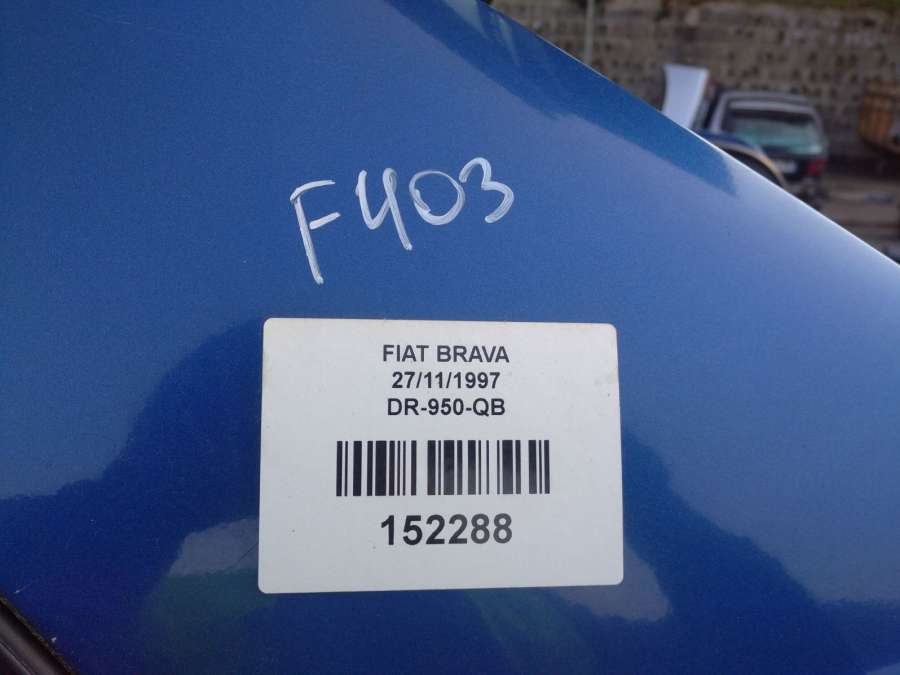 F403
FIAT BRAVA
27/11/1997
DR-950-QB
152288